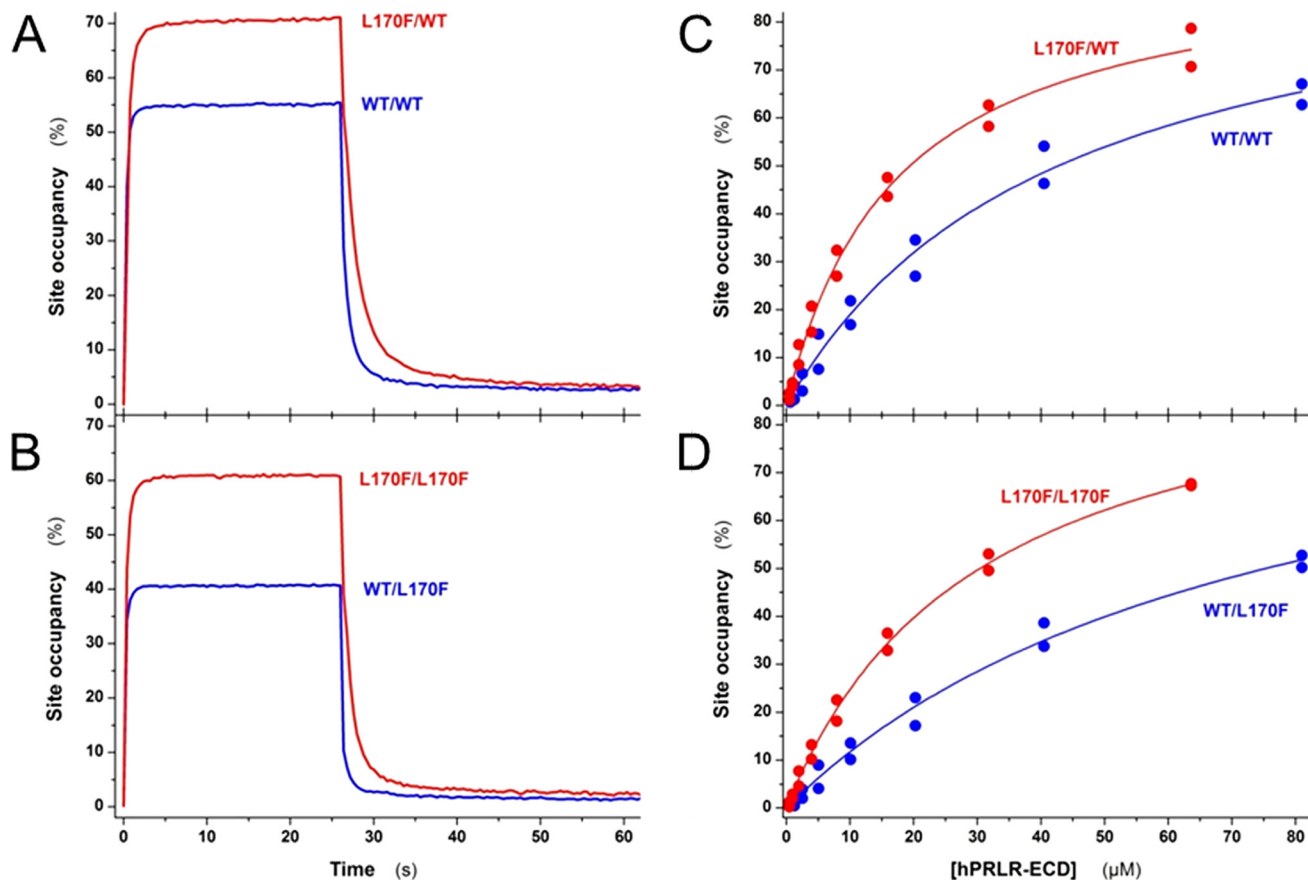 A
70
60
50
40
30
20
10
0
Site occupancy (%)
L170F/WT
WT/WT
B
70
60
50
40
30
20
10
0
Site occupancy (%)
L170F/L170F
WT/L170F
0 10 20 30 40 50 60
Time (s)
C
80
70
60
50
40
30
20
10
0
Site occupancy (%)
L170F/WT
WT/WT
D
80
70
60
50
40
30
20
10
0
Site occupancy (%)
L170F/L170F
WT/L170F
0 10 20 30 40 50 60 70 80
[hPRLR-ECD] (µM)